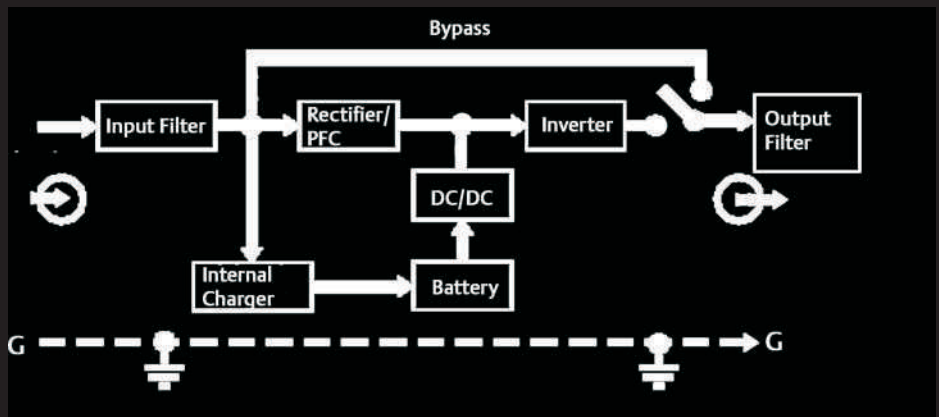 Bypass
Input Filter
Rectifier/
PFC
Inverter
Output
Filter
DC/DC
Internal
Charger
Battery
G
G